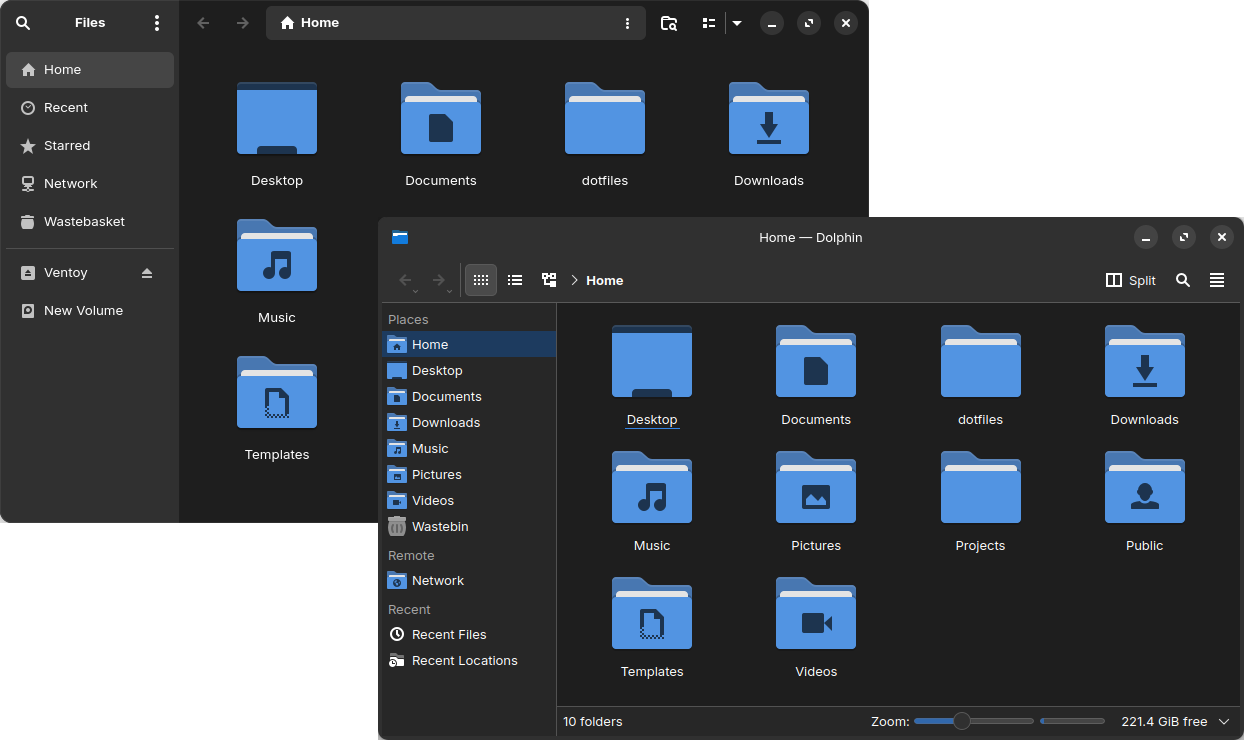 Files
Home
Home
Recent
Starred
Network
Wastebasket
Ventoy
New Volume
Desktop
Documents
dotfiles
Downloads
Music
Templates
Home — Dolphin
Home
Split
Places
Home
Desktop
Documents
Downloads
Music
Pictures
Videos
Wastebin
Remote
Network
Recent
Recent Files
Recent Locations
Desktop
Documents
dotfiles
Downloads
Music
Pictures
Projects
Public
Templates
Videos
10 folders
Zoom:
221.4 GiB free